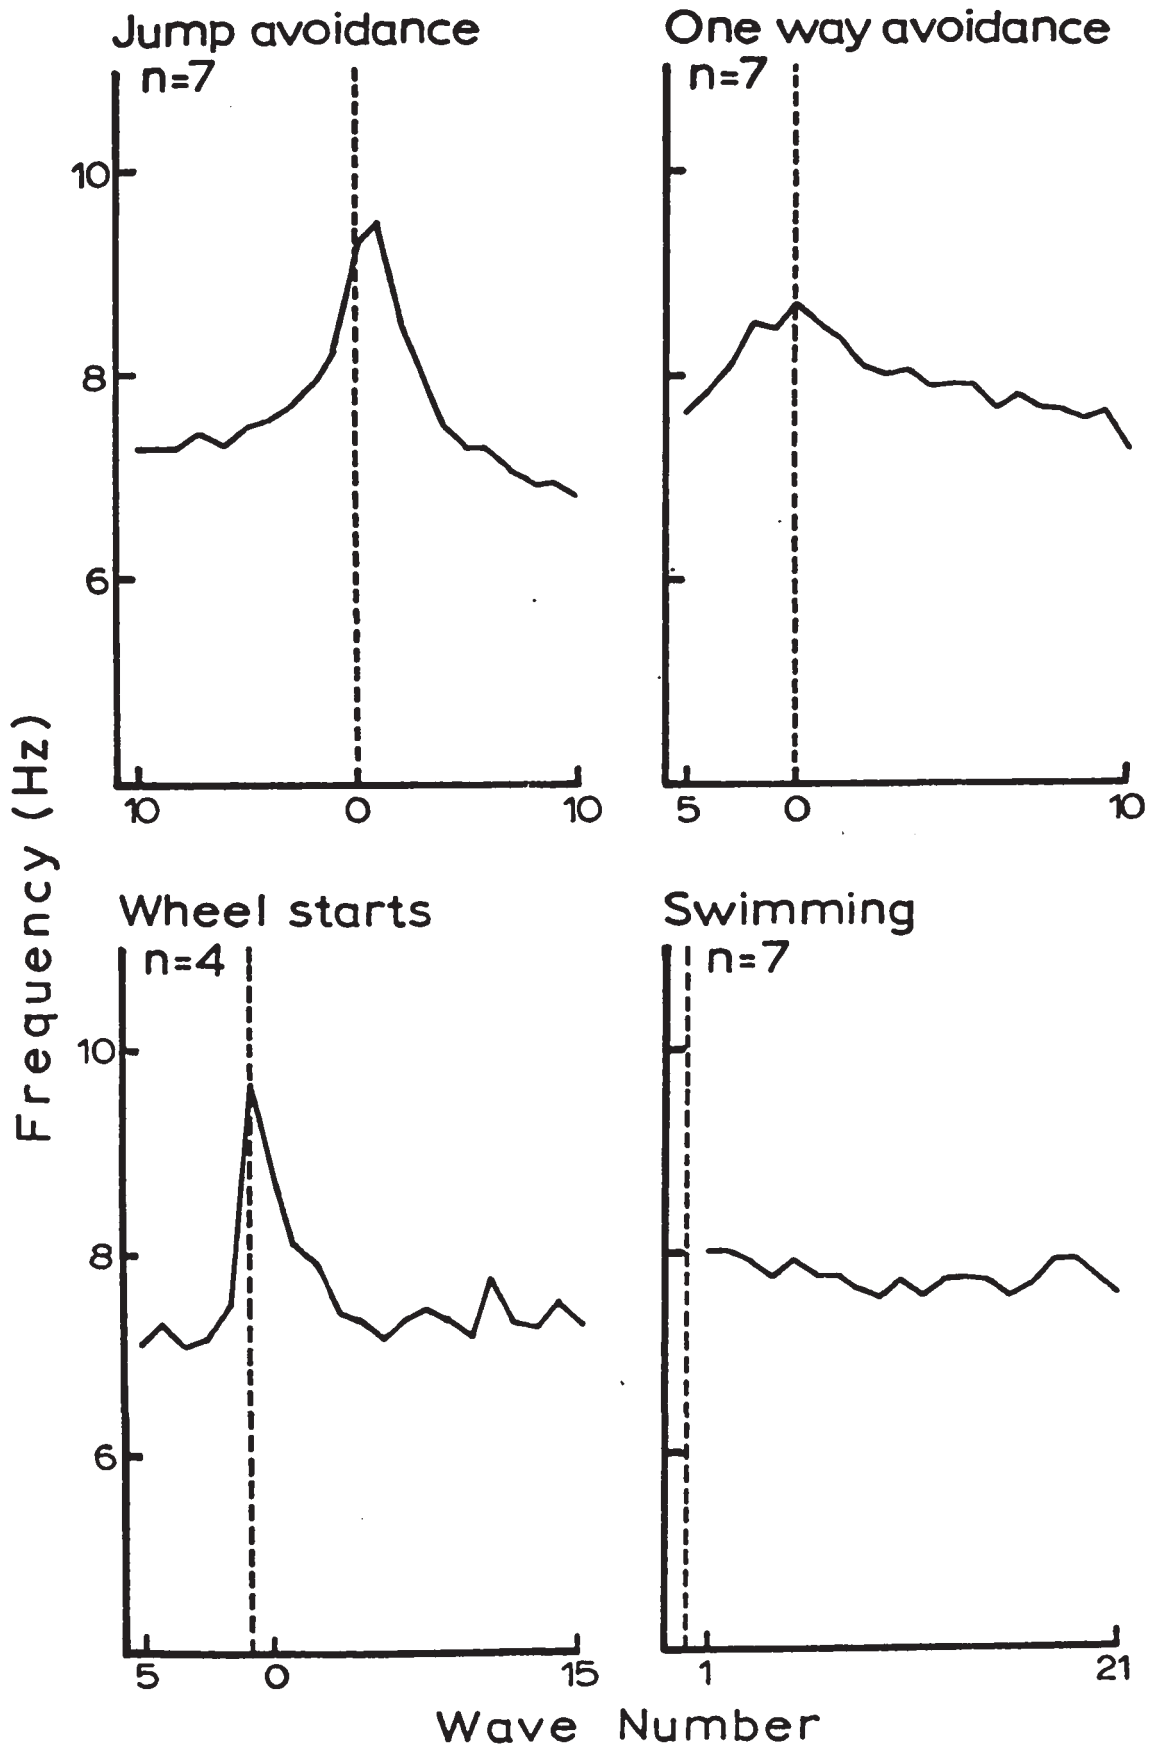 Jump avoidance
n=7
10
8
6
10 0 10
One way avoidance
n=7
5 0 10
Frequency (Hz)
Wheel starts
n=4
10
8
6
5 0 15
Swimming
n=7
1 21
Wave Number